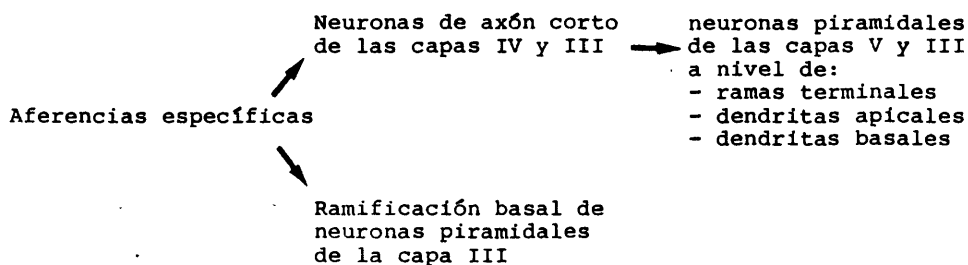 Neuronas de axón corto
de las capas IV y III
neuronas piramidales
de las capas V y III
a nivel de:
- ramas terminales
- dendritas apicales
- dendritas basales
Aferencias específicas
Ramificación basal de
neuronas piramidales
de la capa III